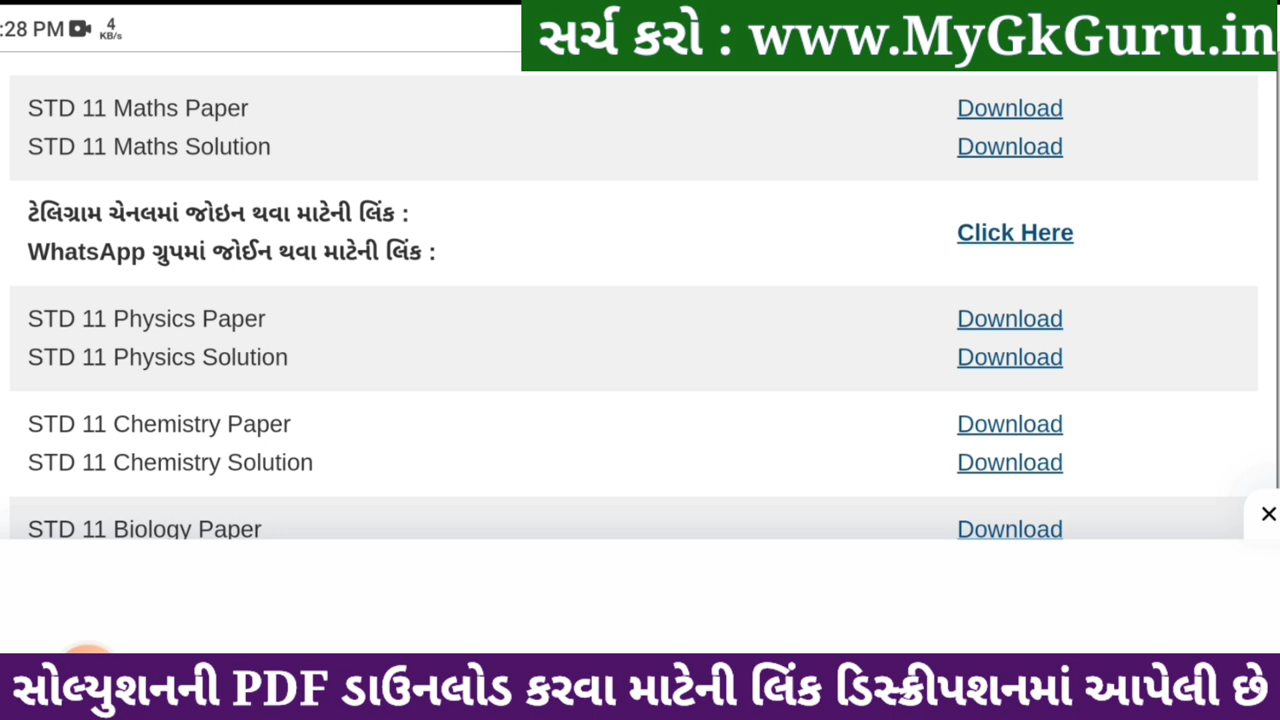 :28 PM 4 KB/s
સર્ચ કરો : www.MyGkGuru.in
STD 11 Maths Paper Download
STD 11 Maths Solution Download
ટેલિગ્રામ ચેનલમાં જોઇન થવા માટેની લિંક :
Click Here
WhatsApp ગ્રુપમાં જોઈન થવા માટેની લિંક :
STD 11 Physics Paper Download
STD 11 Physics Solution Download
STD 11 Chemistry Paper Download
STD 11 Chemistry Solution Download
STD 11 Biology Paper Download
સોલ્યુશનની PDF ડાઉનલોડ કરવા માટેની લિંક ડિસ્ક્રીપશનમાં આપેલી છે